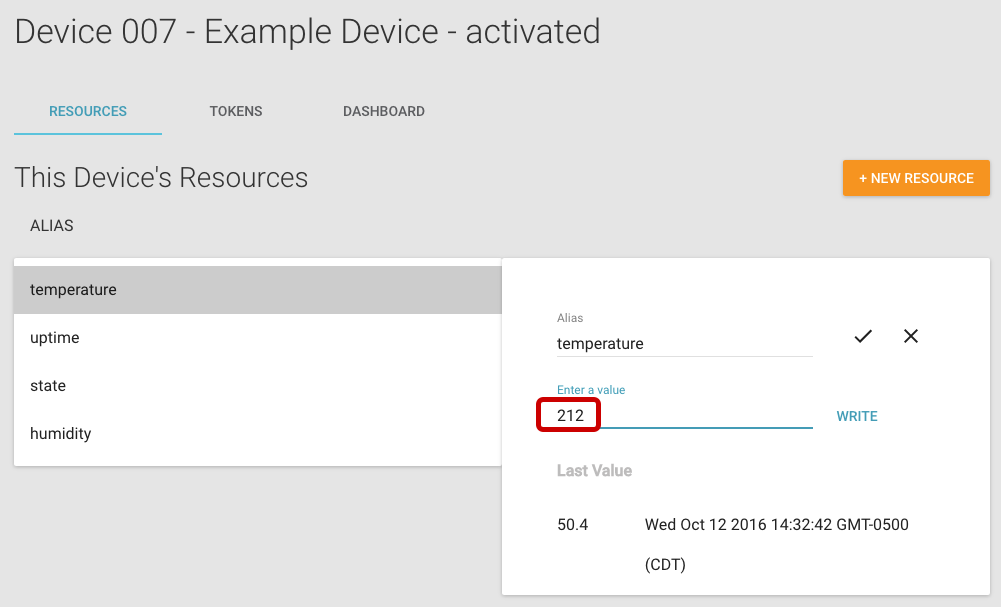 Device 007 - Example Device - activated
RESOURCES TOKENS DASHBOARD
This Device's Resources
+ NEW RESOURCE
ALIAS
temperature
uptime
state
humidity
Alias
temperature
Enter a value
212
WRITE
Last Value
50.4 Wed Oct 12 2016 14:32:42 GMT-0500
(CDT)